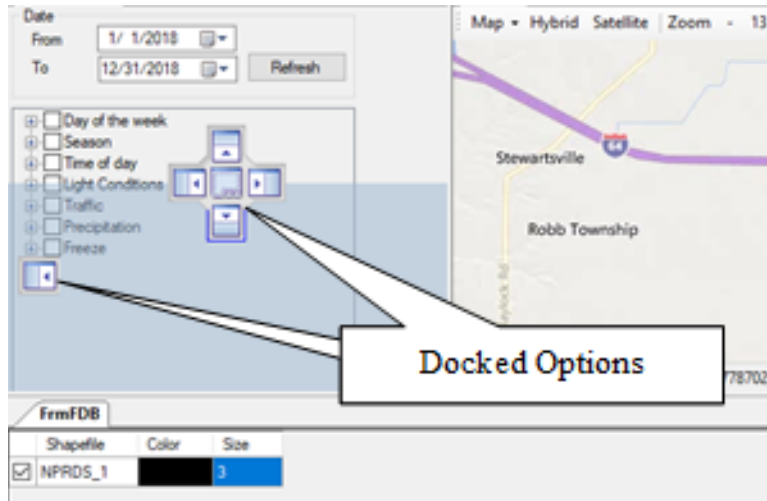 Date
From 1/ 1/2018
To 12/31/2018 Refresh
Day of the week
Season
Time of day
Light Conditions
Traffic
Precipitation
Freeze
Map Hybrid Satellite Zoom - 13
64
Stewartsville
Robb Township
Docked Options
78702
FrmFDB
Shapefile Color Size
NPRDS_1 3